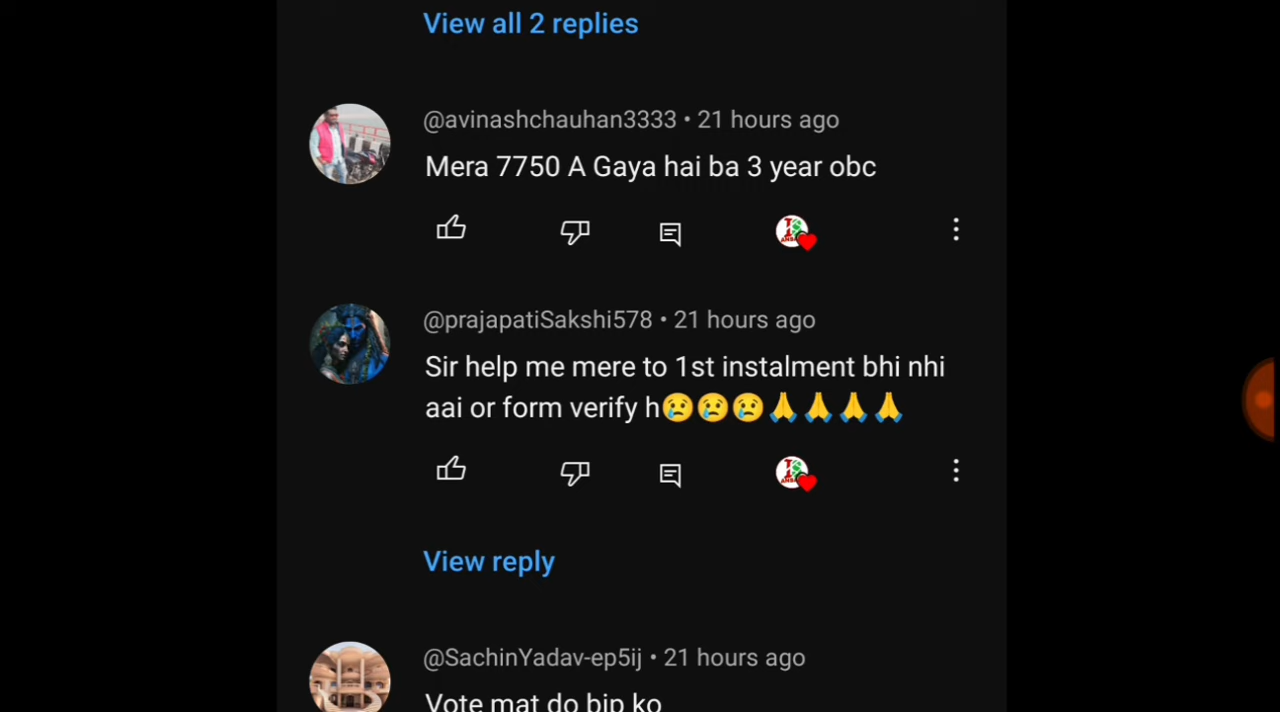 View all 2 replies
@avinashchauhan3333 • 21 hours ago
Mera 7750 A Gaya hai ba 3 year obc
@prajapatiSakshi578 • 21 hours ago
Sir help me mere to 1st instalment bhi nhi
aai or form verify h😢😢😢🙏🙏🙏🙏
View reply
@SachinYadav-ep5ij • 21 hours ago
Vote mat do bjp ko